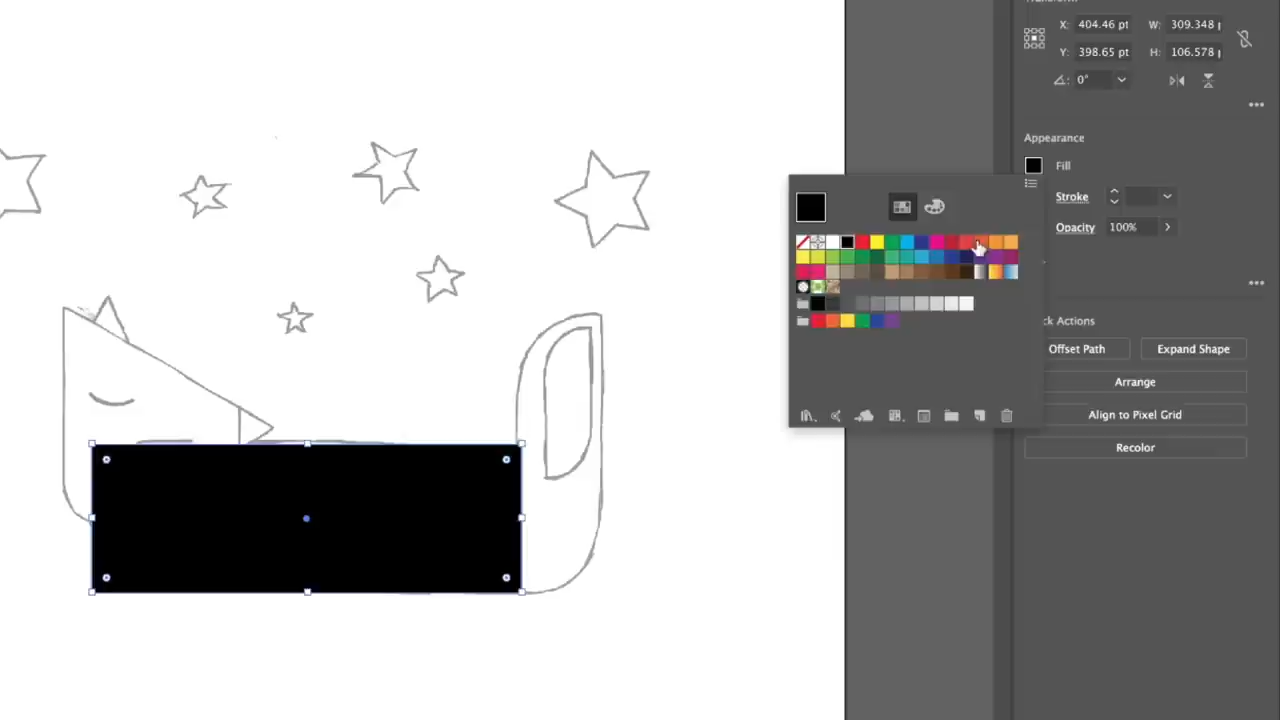 X: 404.46 pt W: 309.348 p
Y: 398.65 pt H: 106.578 p
0°
Appearance
Fill
Stroke
Opacity 100%
Actions
Offset Path Expand Shape
Arrange
Align to Pixel Grid
Recolor